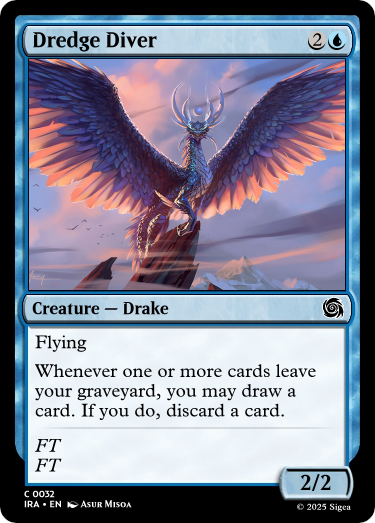 Dredge Diver 2
Creature — Drake
Flying
Whenever one or more cards leave
your graveyard, you may draw a
card. If you do, discard a card.
FT
FT
2/2
C 0032
IRA • EN Asur Misoa
© 2025 Sigea